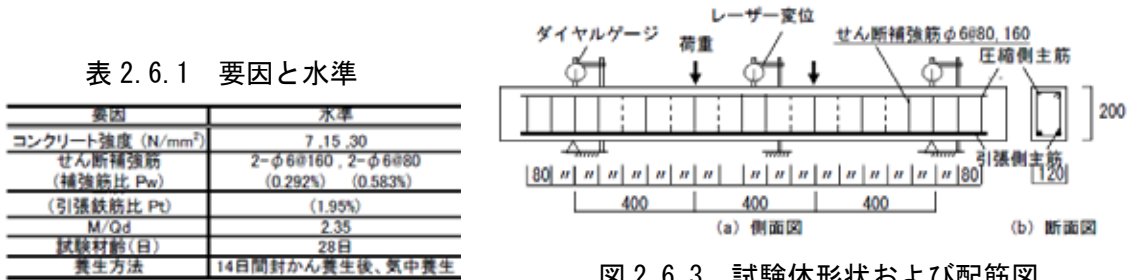 表 2.6.1 要因と水準
要因 水準
コンクリート強度 (N/mm²) 7,15,30
せん断補強筋 2-φ6@160 , 2-φ6@80
(補強筋比 Pw) (0.292%) (0.583%)
(引張鉄筋比 Pt) (1.95%)
M/Qd 2.35
試験材齢(日) 28日
養生方法 14日間封かん養生後、気中養生
ダイヤルゲージ
レーザー変位
荷重
せん断補強筋φ6@80,160
圧縮側主筋
200
引張側主筋
80 〃 〃 〃 〃 〃 〃 〃 〃 〃 〃 〃 〃 〃 〃 〃 80
120
400 400 400
(a) 側面図 (b) 断面図
図 2.6.3 試験体形状および配筋図